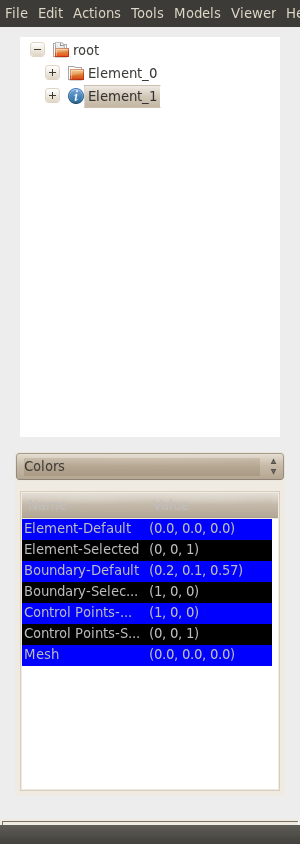 File Edit Actions Tools Models Viewer He
root
Element_0
Element_1
Colors
Name Value
Element-Default (0.0, 0.0, 0.0)
Element-Selected (0, 0, 1)
Boundary-Default (0.2, 0.1, 0.57)
Boundary-Selec... (1, 0, 0)
Control Points-... (1, 0, 0)
Control Points-S... (0, 0, 1)
Mesh (0.0, 0.0, 0.0)